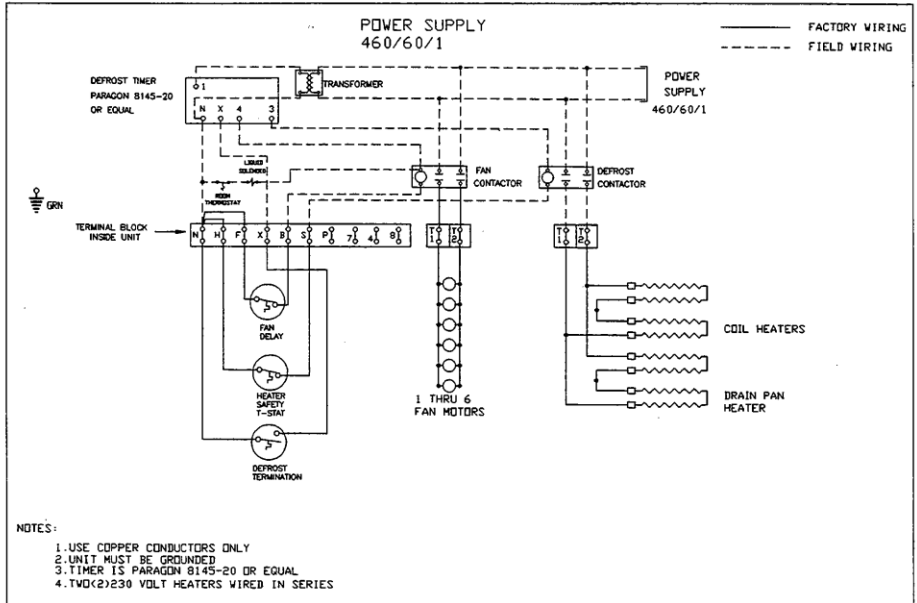 POWER SUPPLY
460/60/1
FACTORY WIRING
FIELD WIRING
DEFROST TIMER
PARAGON 8145-20
OR EQUAL
1
N X 4 3
TRANSFORMER
POWER
SUPPLY
460/60/1
LIQUID
SOLENOID
ROOM
THERMOSTAT
FAN
CONTACTOR
DEFROST
CONTACTOR
GRN
TERMINAL BLOCK
INSIDE UNIT
N H F X B S P 7 4 8
T1 T2
T1 T2
FAN
DELAY
HEATER
SAFETY
T-STAT
DEFROST
TERMINATION
1 THRU 6
FAN MOTORS
COIL HEATERS
DRAIN PAN
HEATER
NOTES:
1.USE COPPER CONDUCTORS ONLY
2.UNIT MUST BE GROUNDED
3.TIMER IS PARAGON 8145-20 OR EQUAL
4.TWO<2>230 VOLT HEATERS WIRED IN SERIES